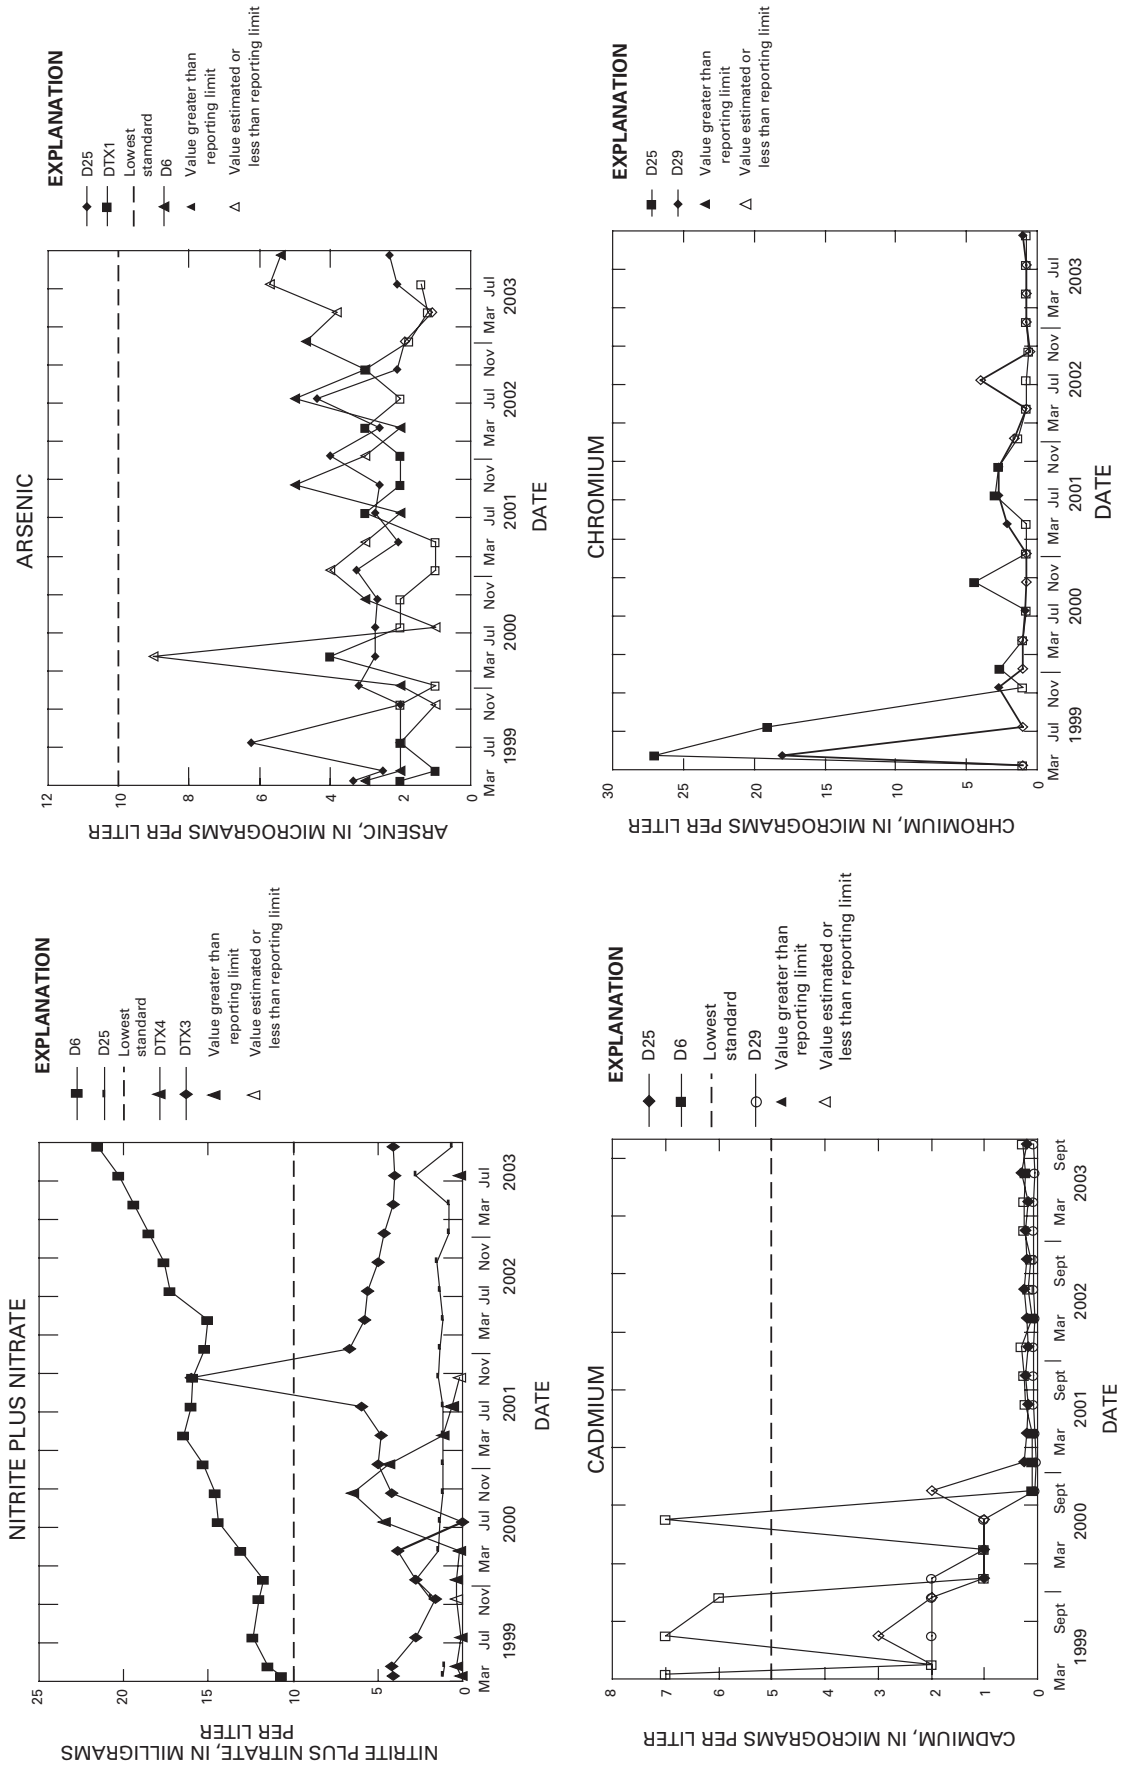 NITRITE PLUS NITRATE
NITRITE PLUS NITRATE, IN MILLIGRAMS
PER LITER
25
20
15
10
5
0
Mar Jul Nov Mar Jul Nov Mar Jul Nov Mar Jul Nov Mar Jul
1999 2000 2001 2002 2003
DATE
EXPLANATION
D6
D25
Lowest
standard
DTX4
DTX3
Value greater than
reporting limit
Value estimated or
less than reporting limit
ARSENIC
ARSENIC, IN MICROGRAMS PER LITER
12
10
8
6
4
2
0
Mar Jul Nov Mar Jul Nov Mar Jul Nov Mar Jul Nov Mar Jul
1999 2000 2001 2002 2003
DATE
EXPLANATION
D25
DTX1
Lowest
stamdard
D6
Value greater than
reporting limit
Value estimated or
less than reporting limit
CADMIUM
CADMIUM, IN MICROGRAMS PER LITER
8
7
6
5
4
3
2
1
0
Mar Sept Mar Sept Mar Sept Mar Sept Mar Sept
1999 2000 2001 2002 2003
DATE
EXPLANATION
D25
D6
Lowest
standard
D29
Value greater than
reporting limit
Value estimated or
less than reporting limit
CHROMIUM
CHROMIUM, IN MICROGRAMS PER LITER
30
25
20
15
10
5
0
Mar Jul Nov Mar Jul Nov Mar Jul Nov Mar Jul Nov Mar Jul
1999 2000 2001 2002 2003
DATE
EXPLANATION
D25
D29
Value greater than
reporting limit
Value estimated or
less than reporting limit